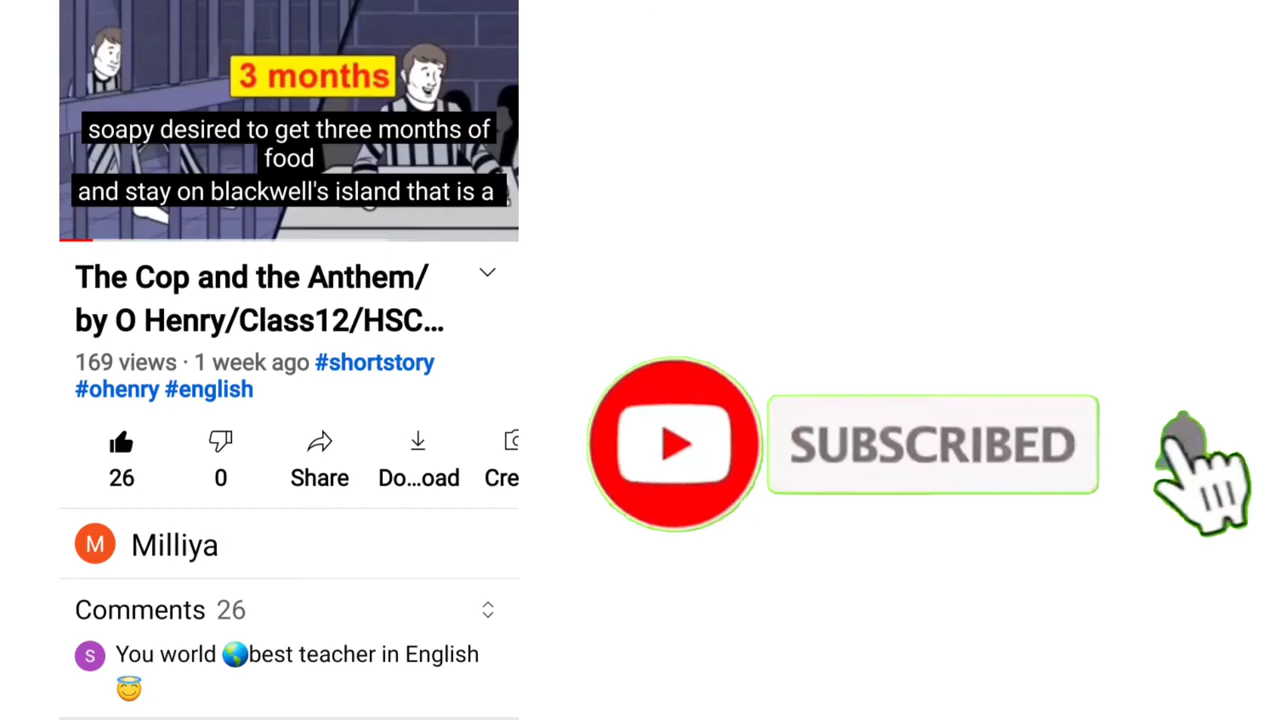 3 months
soapy desired to get three months of
food
and stay on blackwell's island that is a
The Cop and the Anthem/
by O Henry/Class12/HSC...
169 views · 1 week ago #shortstory
#ohenry #english
26
0
Share
Do...oad
Cre
M Milliya
Comments 26
S You world 🌎best teacher in English
😇
SUBSCRIBED